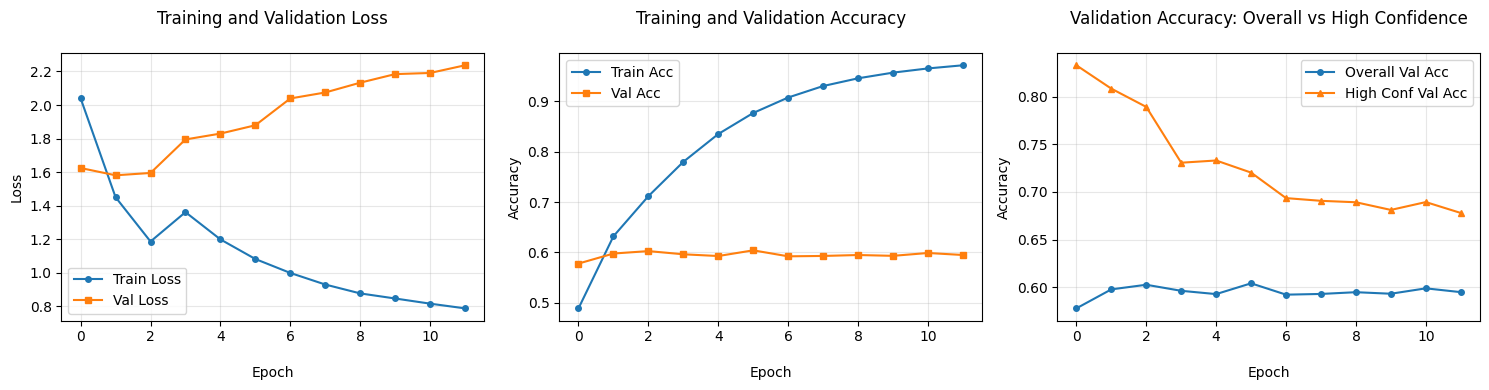 Training and Validation Loss
Loss
2.2
2.0
1.8
1.6
1.4
1.2
1.0
0.8
Train Loss
Val Loss
0 2 4 6 8 10
Epoch
Training and Validation Accuracy
Accuracy
Train Acc
Val Acc
0.9
0.8
0.7
0.6
0.5
0 2 4 6 8 10
Epoch
Validation Accuracy: Overall vs High Confidence
Accuracy
Overall Val Acc
High Conf Val Acc
0.80
0.75
0.70
0.65
0.60
0 2 4 6 8 10
Epoch